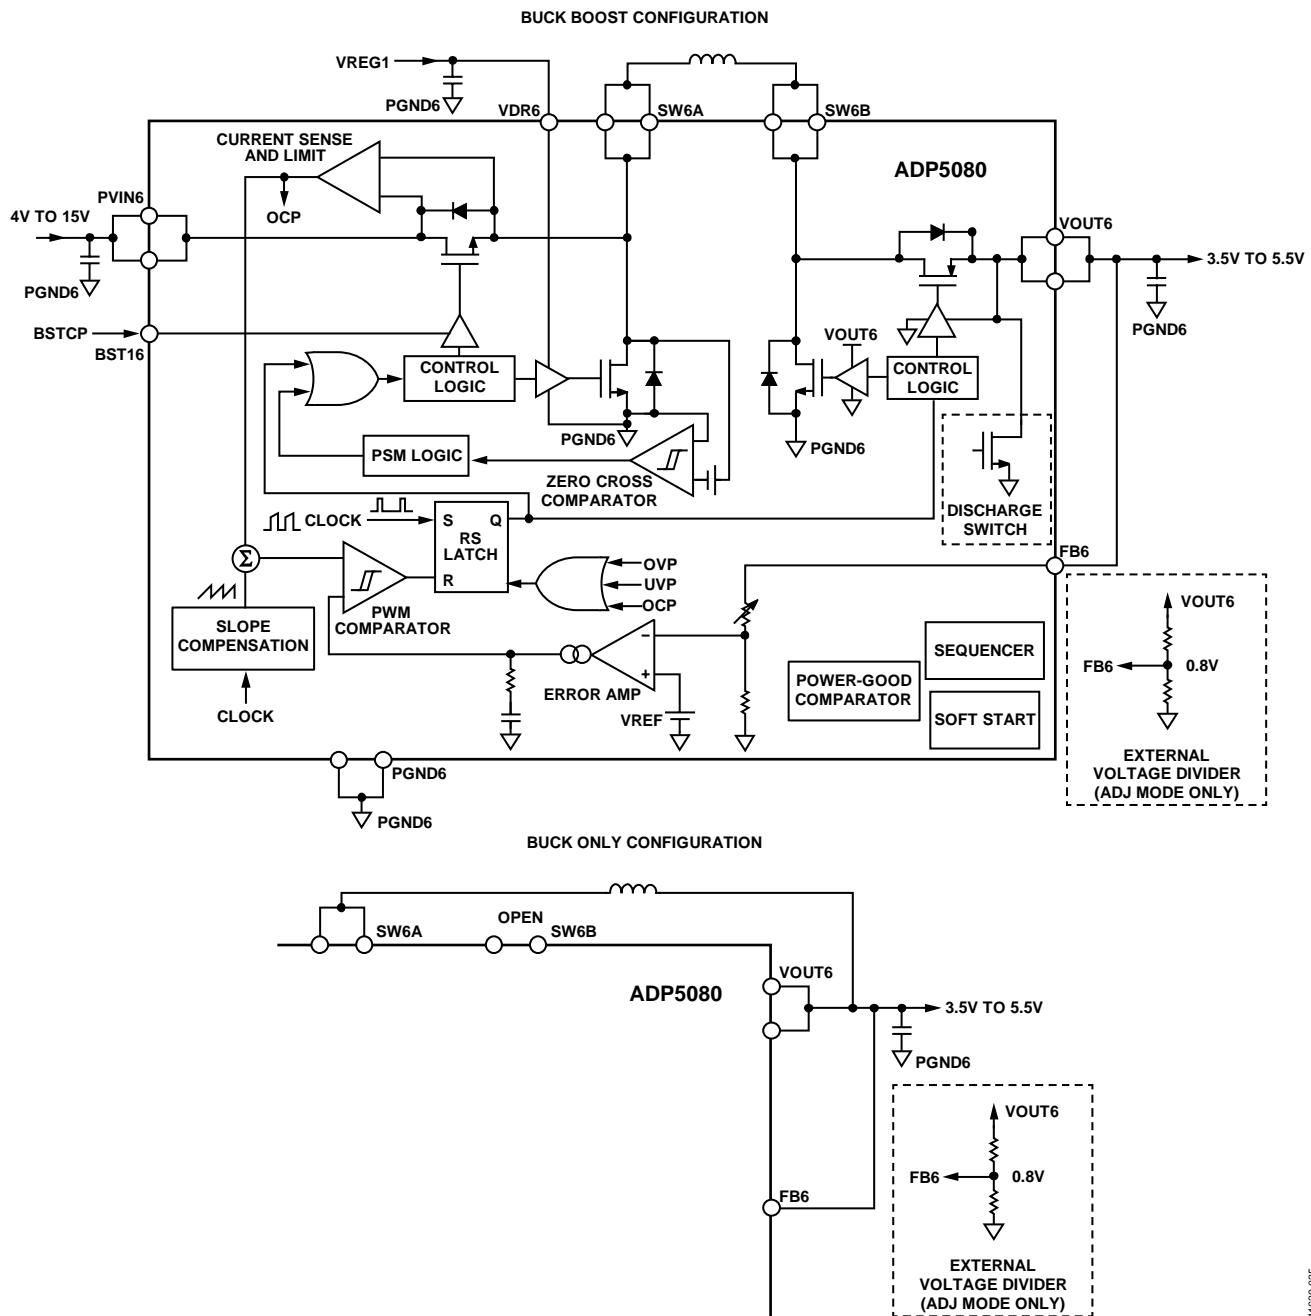 BUCK BOOST CONFIGURATION
VREG1
PGND6
VDR6
SW6A
SW6B
CURRENT SENSE
AND LIMIT
OCP
ADP5080
PVIN6
4V TO 15V
PGND6
BSTCP
BST16
VOUT6
3.5V TO 5.5V
PGND6
CONTROL
LOGIC
VOUT6
CONTROL
LOGIC
PGND6
PGND6
PSM LOGIC
ZERO CROSS
COMPARATOR
DISCHARGE
SWITCH
CLOCK
S
Q
RS
LATCH
R
OVP
UVP
OCP
FB6
Σ
PWM
COMPARATOR
SLOPE
COMPENSATION
CLOCK
−
+
ERROR AMP
VREF
SEQUENCER
POWER-GOOD
COMPARATOR
SOFT START
VOUT6
FB6
0.8V
EXTERNAL
VOLTAGE DIVIDER
(ADJ MODE ONLY)
PGND6
PGND6
BUCK ONLY CONFIGURATION
SW6A
OPEN
SW6B
VOUT6
ADP5080
3.5V TO 5.5V
PGND6
FB6
VOUT6
FB6
0.8V
EXTERNAL
VOLTAGE DIVIDER
(ADJ MODE ONLY)